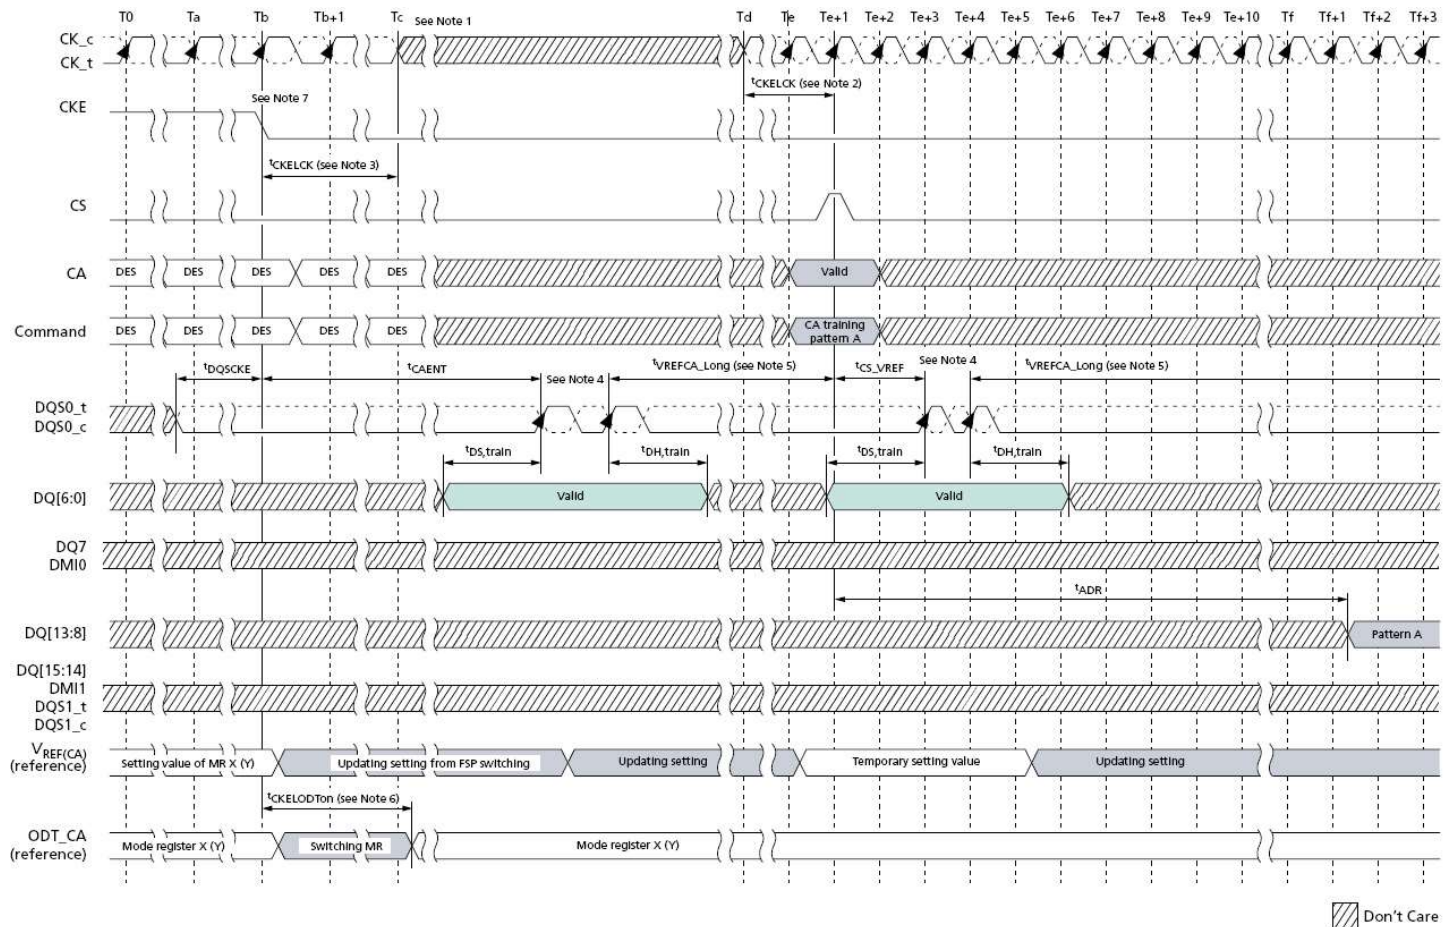 T0 Ta Tb Tb+1 Tc See Note 1 Td Te Te+1 Te+2 Te+3 Te+4 Te+5 Te+6 Te+7 Te+8 Te+9 Te+10 Tf Tf+1 Tf+2 Tf+3
CK_c
CK_t
tCKELCK (see Note 2)
See Note 7
CKE
tCKELCK (see Note 3)
CS
CA DES DES DES DES DES Valid
Command DES DES DES DES DES CA training
pattern A
tDQSCKE tCAENT See Note 4 tVREFCA_Long (see Note 5) tCS_VREF See Note 4 tVREFCA_Long (see Note 5)
DQS0_t
DQS0_c
tDS,train tDH,train tDS,train tDH,train
DQ[6:0] Valid Valid
DQ7
DMI0
tADR
DQ[13:8] Pattern A
DQ[15:14]
DMI1
DQS1_t
DQS1_c
VREF(CA)
(reference) Setting value of MR X (Y) Updating setting from FSP switching Updating setting Temporary setting value Updating setting
tCKELODTon (see Note 6)
ODT_CA
(reference) Mode register X (Y) Switching MR Mode register X (Y)
Don't Care